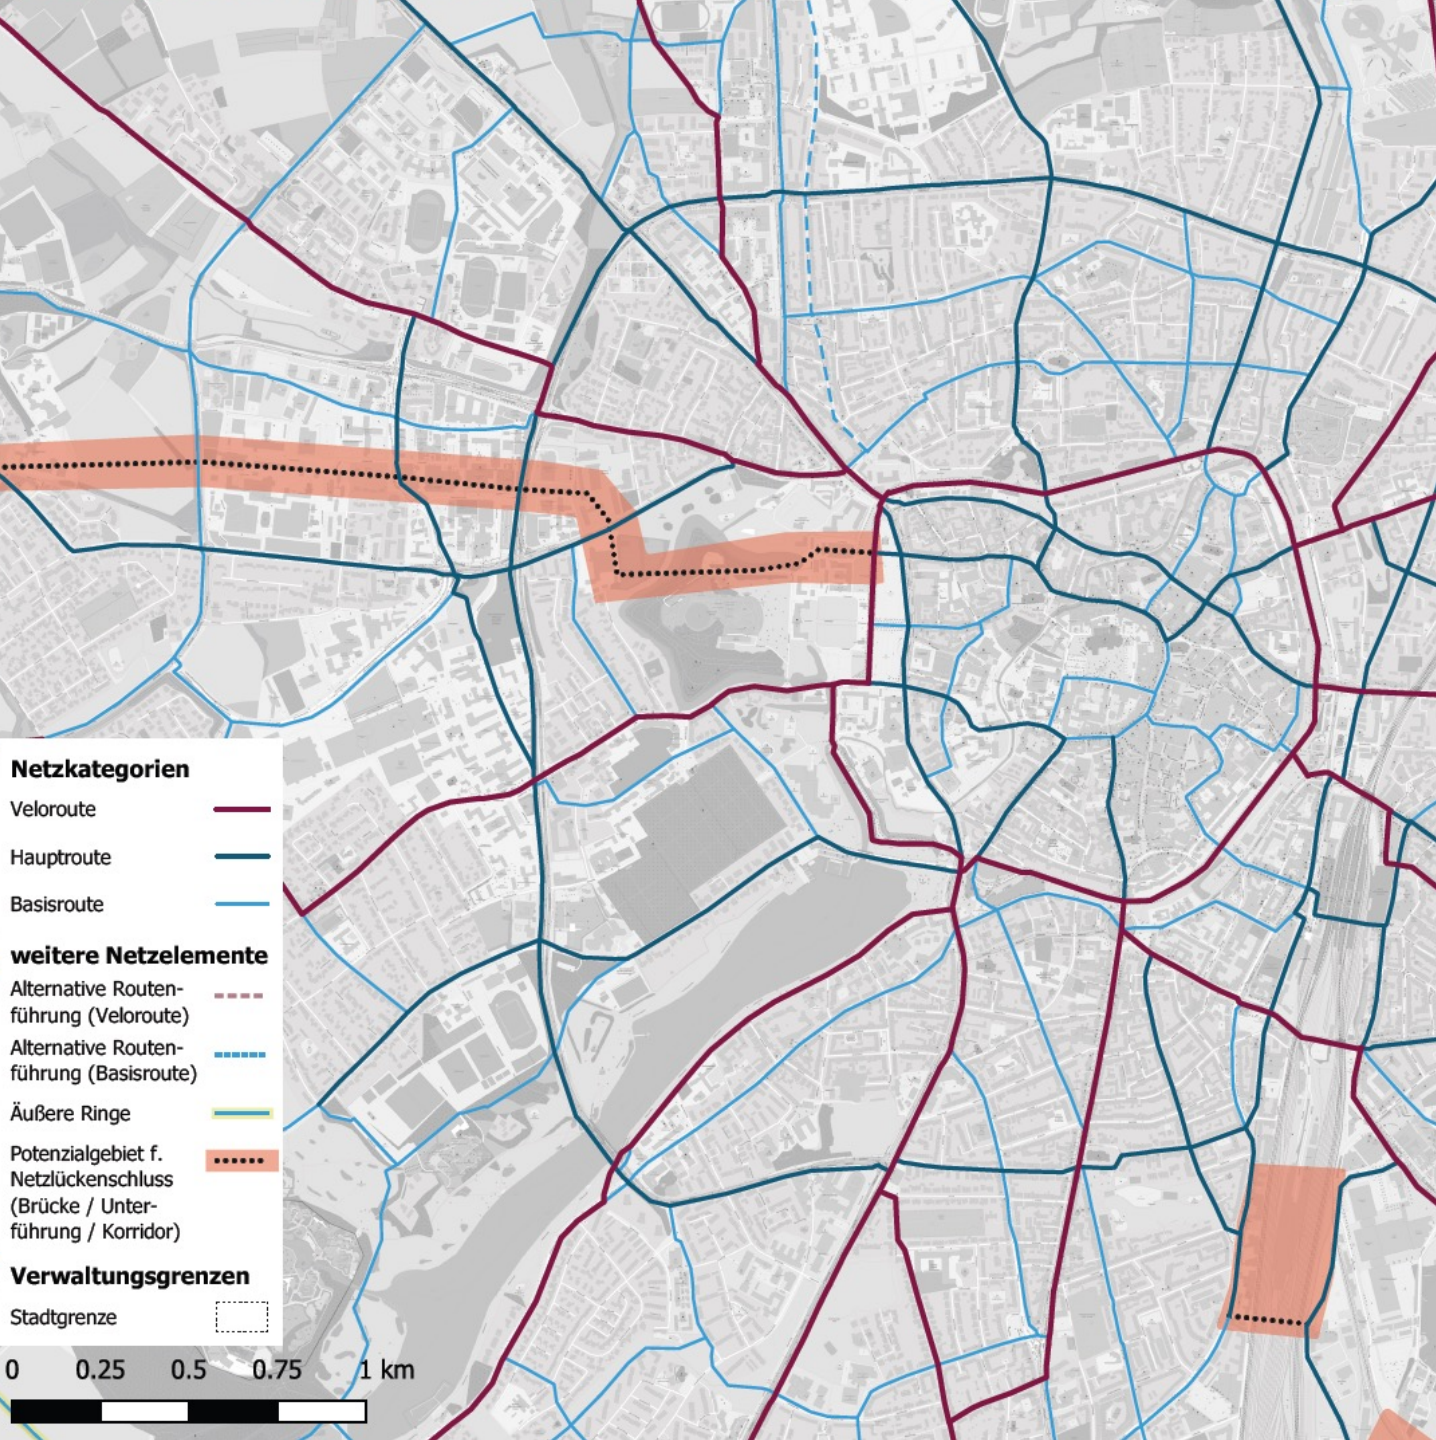 Netzkategorien
Veloroute
Hauptroute
Basisroute
weitere Netzelemente
Alternative Routen-
führung (Veloroute)
Alternative Routen-
führung (Basisroute)
Äußere Ringe
Potenzialgebiet f.
Netzlückenschluss
(Brücke / Unter-
führung / Korridor)
Verwaltungsgrenzen
Stadtgrenze
0 0.25 0.5 0.75 1 km